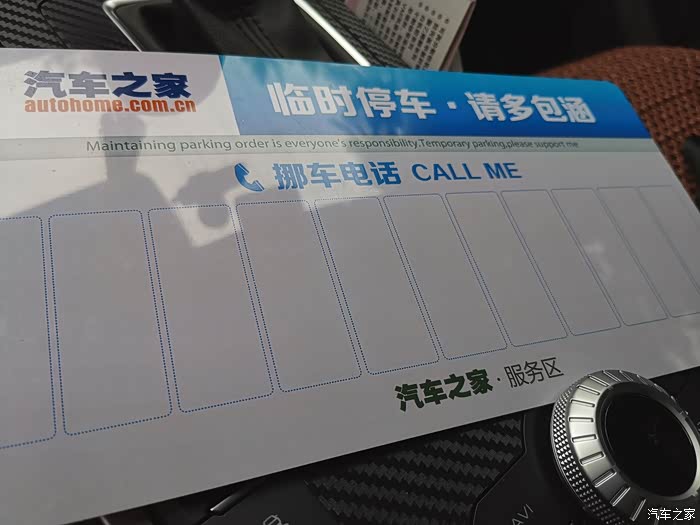 汽车之家
autohome.com.cn
临时停车·请多包涵
Maintaining parking order is everyone's responsibility,Temporary parking,please support me
挪车电话 CALL ME
汽车之家·服务区
NAVI
汽车之家